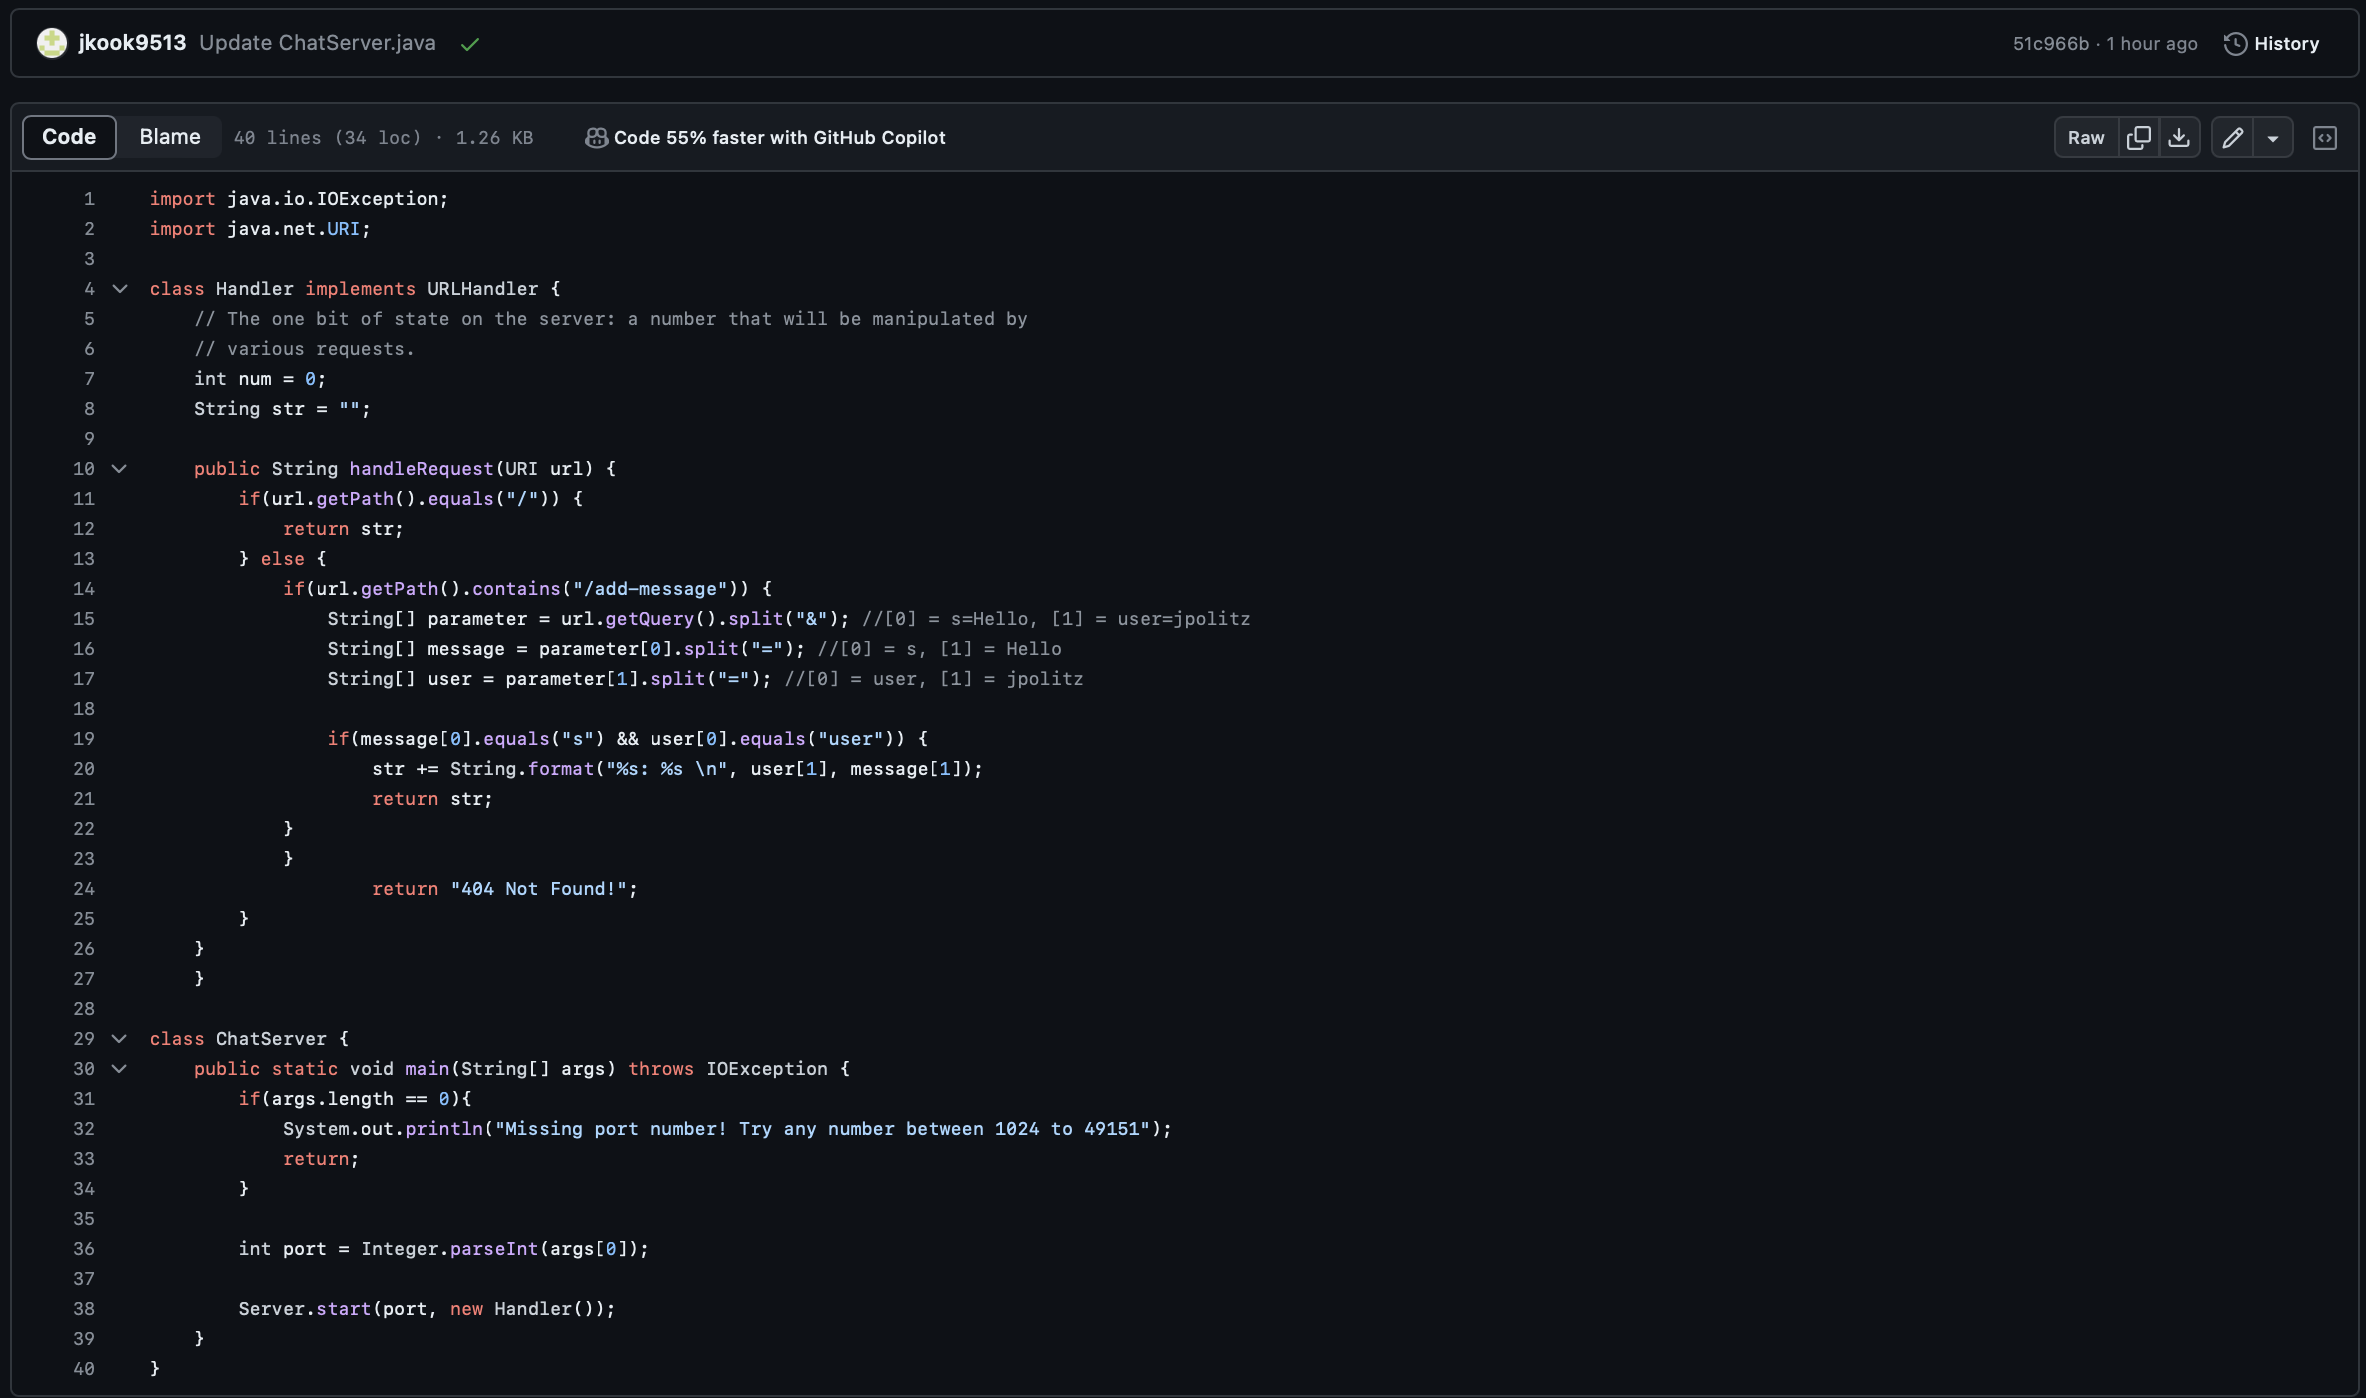 jkook9513 Update ChatServer.java 51c966b · 1 hour ago History
Code Blame 40 lines (34 loc) · 1.26 KB Code 55% faster with GitHub Copilot Raw
1 import java.io.IOException;
2 import java.net.URI;
3
4 class Handler implements URLHandler {
5     // The one bit of state on the server: a number that will be manipulated by
6     // various requests.
7     int num = 0;
8     String str = "";
9
10     public String handleRequest(URI url) {
11         if(url.getPath().equals("/")) {
12             return str;
13         } else {
14             if(url.getPath().contains("/add-message")) {
15                 String[] parameter = url.getQuery().split("&"); //[0] = s=Hello, [1] = user=jpolitz
16                 String[] message = parameter[0].split("="); //[0] = s, [1] = Hello
17                 String[] user = parameter[1].split("="); //[0] = user, [1] = jpolitz
18
19                 if(message[0].equals("s") && user[0].equals("user")) {
20                     str += String.format("%s: %s \n", user[1], message[1]);
21                     return str;
22             }
23             }
24                     return "404 Not Found!";
25         }
26     }
27     }
28
29 class ChatServer {
30     public static void main(String[] args) throws IOException {
31         if(args.length == 0){
32             System.out.println("Missing port number! Try any number between 1024 to 49151");
33             return;
34         }
35
36         int port = Integer.parseInt(args[0]);
37
38         Server.start(port, new Handler());
39     }
40 }